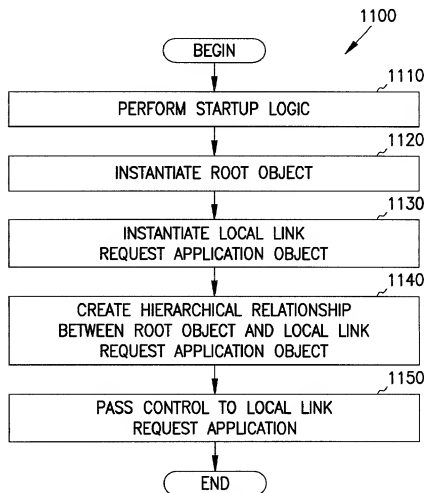 1100
BEGIN
1110
PERFORM STARTUP LOGIC
1120
INSTANTIATE ROOT OBJECT
1130
INSTANTIATE LOCAL LINK
REQUEST APPLICATION OBJECT
1140
CREATE HIERARCHICAL RELATIONSHIP
BETWEEN ROOT OBJECT AND LOCAL LINK
REQUEST APPLICATION OBJECT
1150
PASS CONTROL TO LOCAL LINK
REQUEST APPLICATION
END